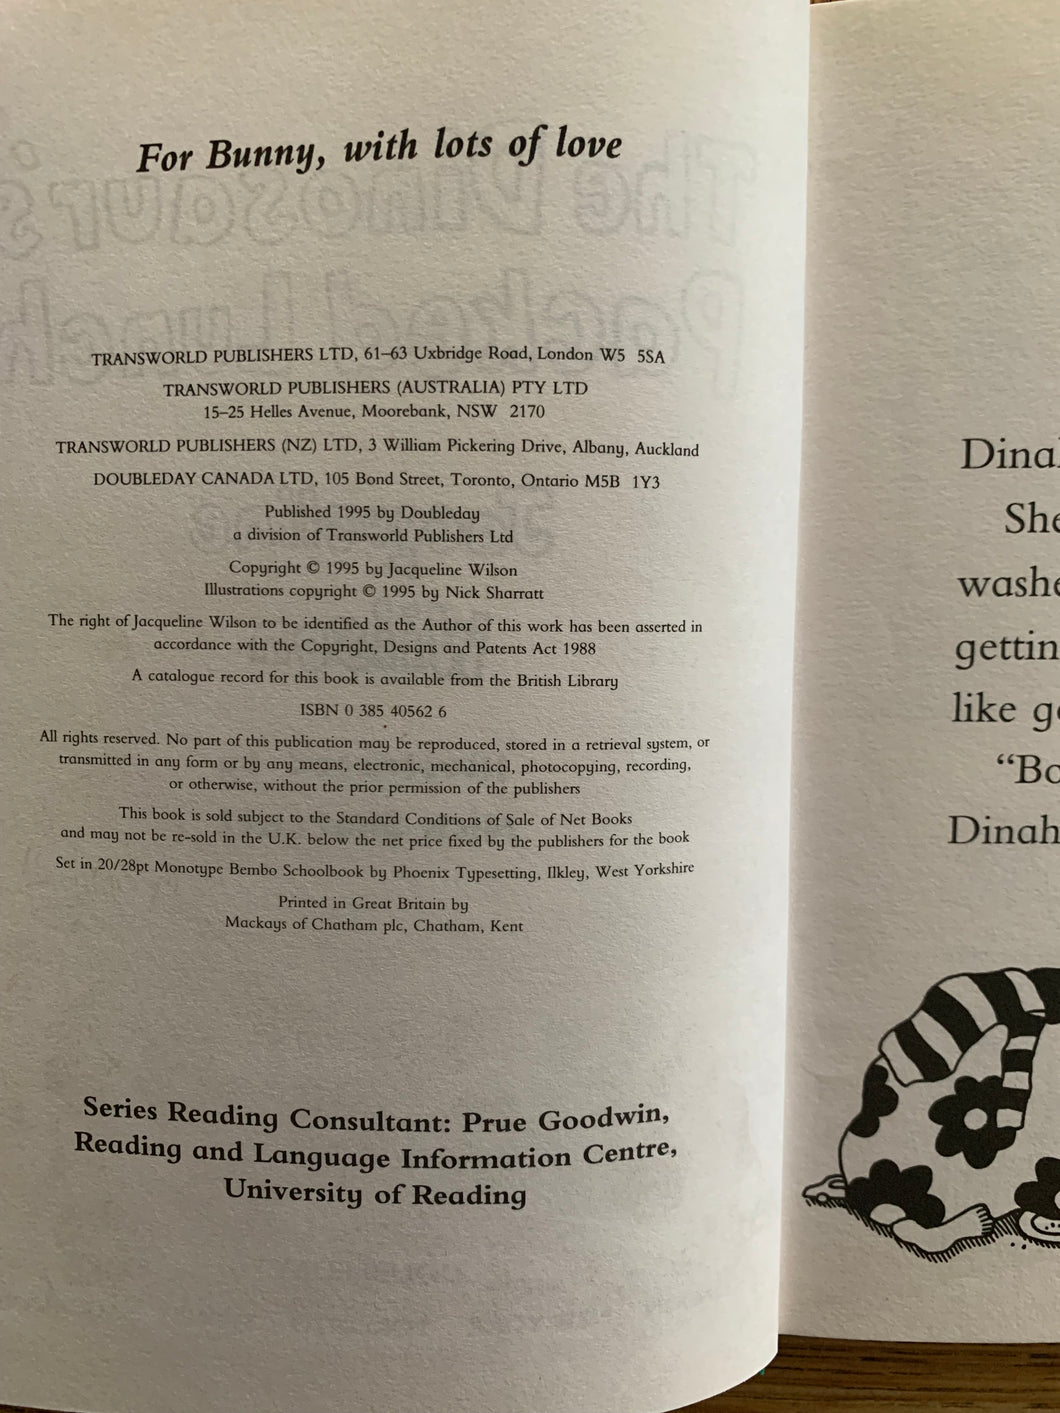 For Bunny, with lots of love
TRANSWORLD PUBLISHERS LTD, 61–63 Uxbridge Road, London W5 5SA
TRANSWORLD PUBLISHERS (AUSTRALIA) PTY LTD
15–25 Helles Avenue, Moorebank, NSW 2170
TRANSWORLD PUBLISHERS (NZ) LTD, 3 William Pickering Drive, Albany, Auckland
DOUBLEDAY CANADA LTD, 105 Bond Street, Toronto, Ontario M5B 1Y3
Published 1995 by Doubleday
a division of Transworld Publishers Ltd
Copyright © 1995 by Jacqueline Wilson
Illustrations copyright © 1995 by Nick Sharratt
The right of Jacqueline Wilson to be identified as the Author of this work has been asserted in
accordance with the Copyright, Designs and Patents Act 1988
A catalogue record for this book is available from the British Library
ISBN 0 385 40562 6
All rights reserved. No part of this publication may be reproduced, stored in a retrieval system, or
transmitted in any form or by any means, electronic, mechanical, photocopying, recording,
or otherwise, without the prior permission of the publishers
This book is sold subject to the Standard Conditions of Sale of Net Books
and may not be re-sold in the U.K. below the net price fixed by the publishers for the book
Set in 20/28pt Monotype Bembo Schoolbook by Phoenix Typesetting, Ilkley, West Yorkshire
Printed in Great Britain by
Mackays of Chatham plc, Chatham, Kent
Series Reading Consultant: Prue Goodwin,
Reading and Language Information Centre,
University of Reading
Dinah
She
washe
gettin
like g
“Bo
Dinah